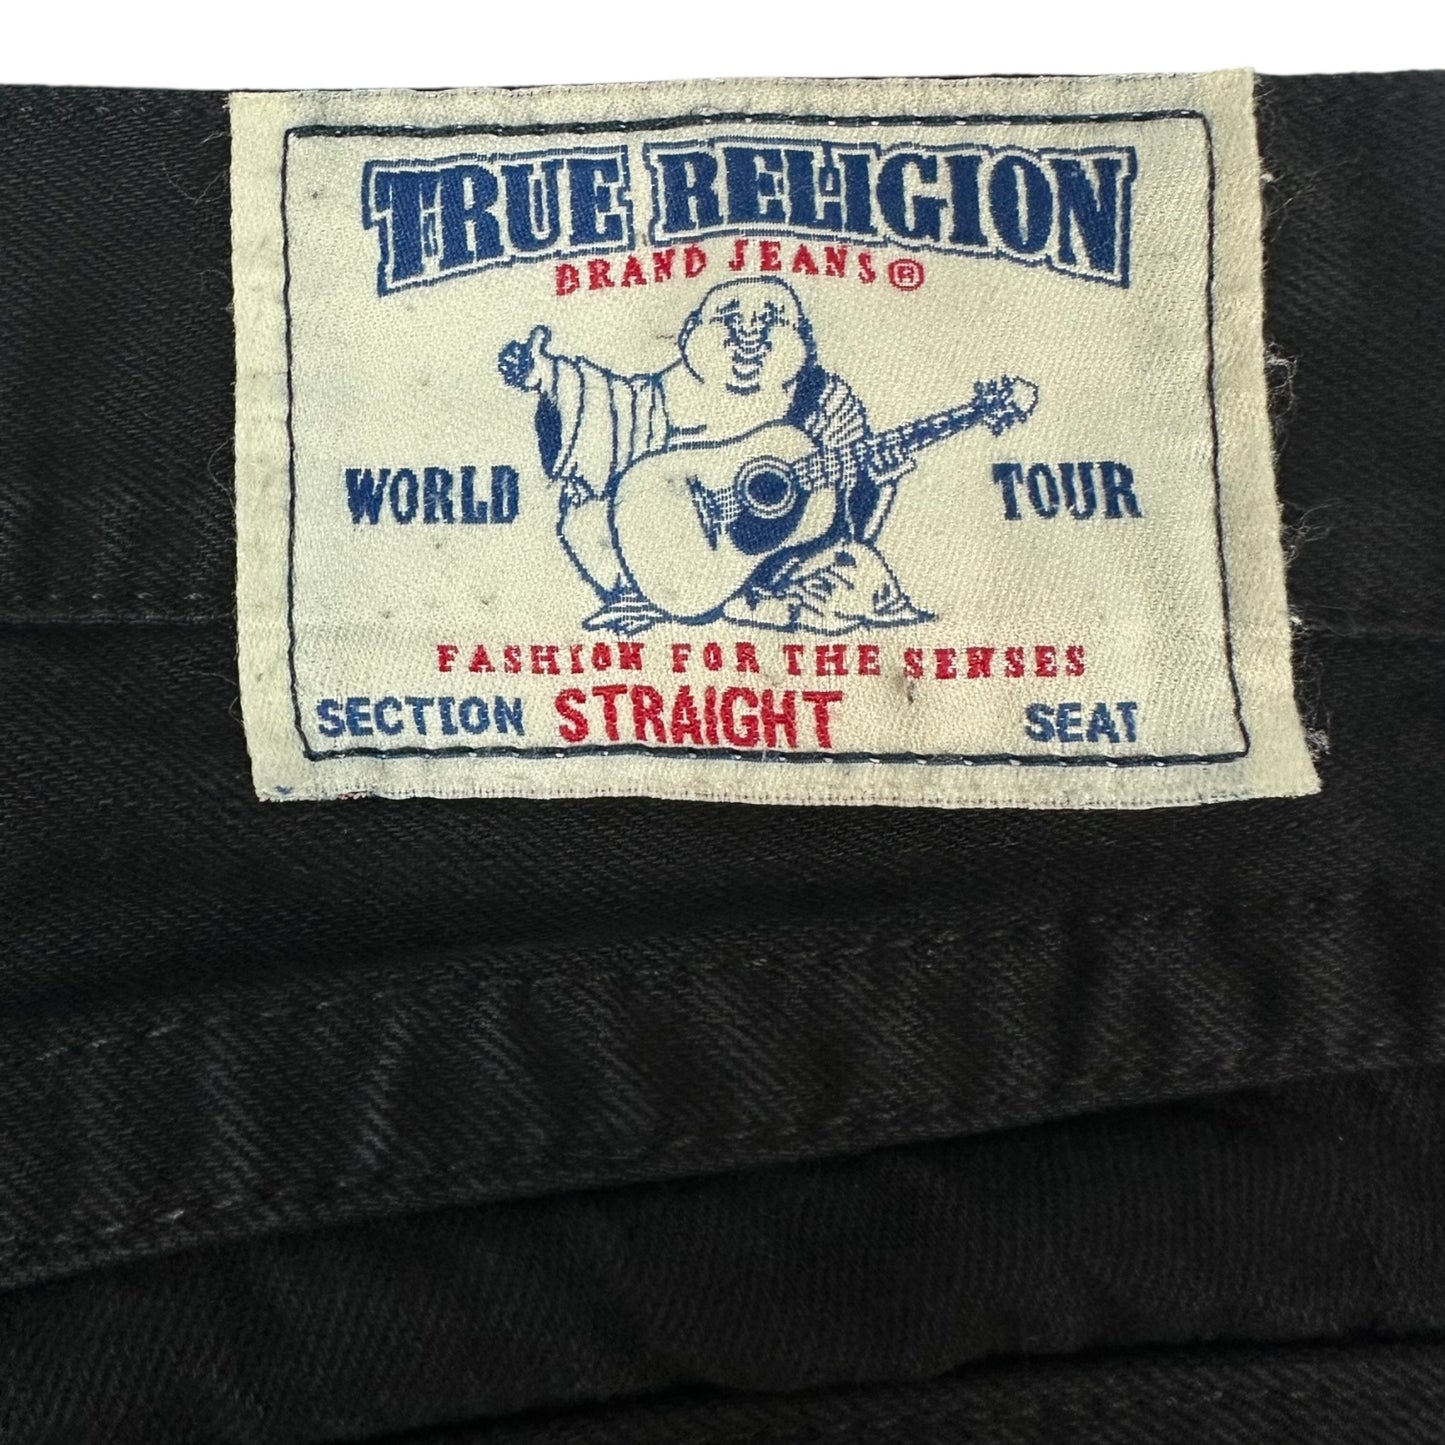 TRUE RELIGION
BRAND JEANS®
WORLD TOUR
FASHION FOR THE SENSES
SECTION STRAIGHT SEAT